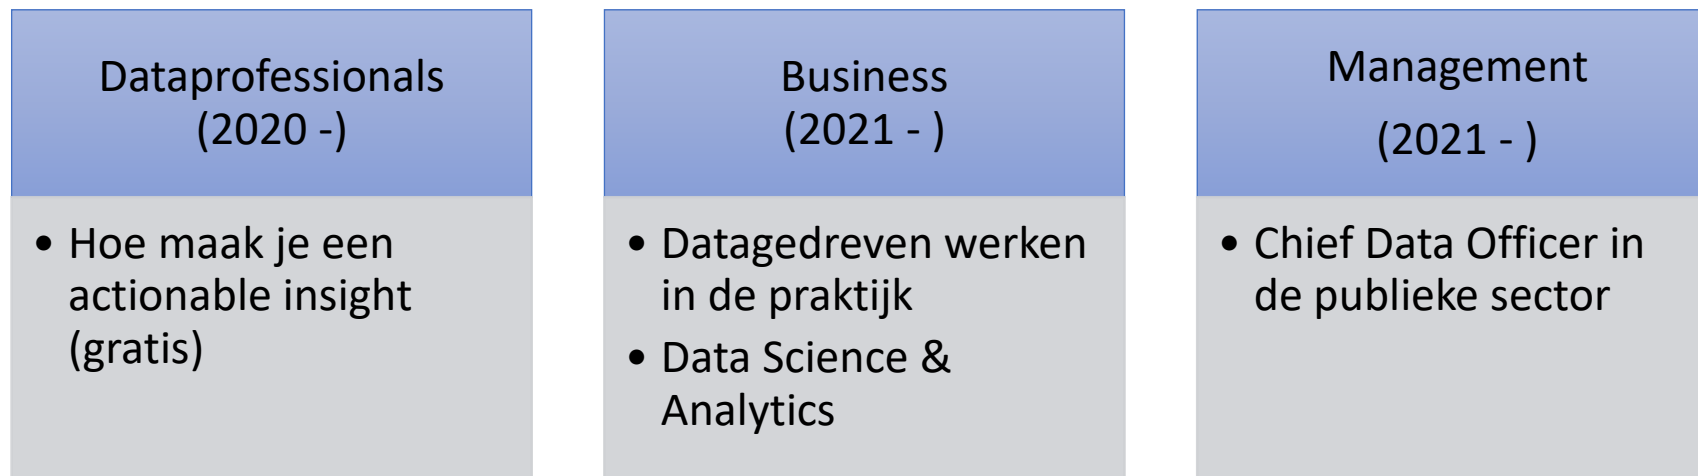 Dataprofessionals
(2020 -)
• Hoe maak je een
actionable insight
(gratis)
Business
(2021 - )
• Datagedreven werken
in de praktijk
• Data Science &
Analytics
Management
(2021 - )
• Chief Data Officer in
de publieke sector